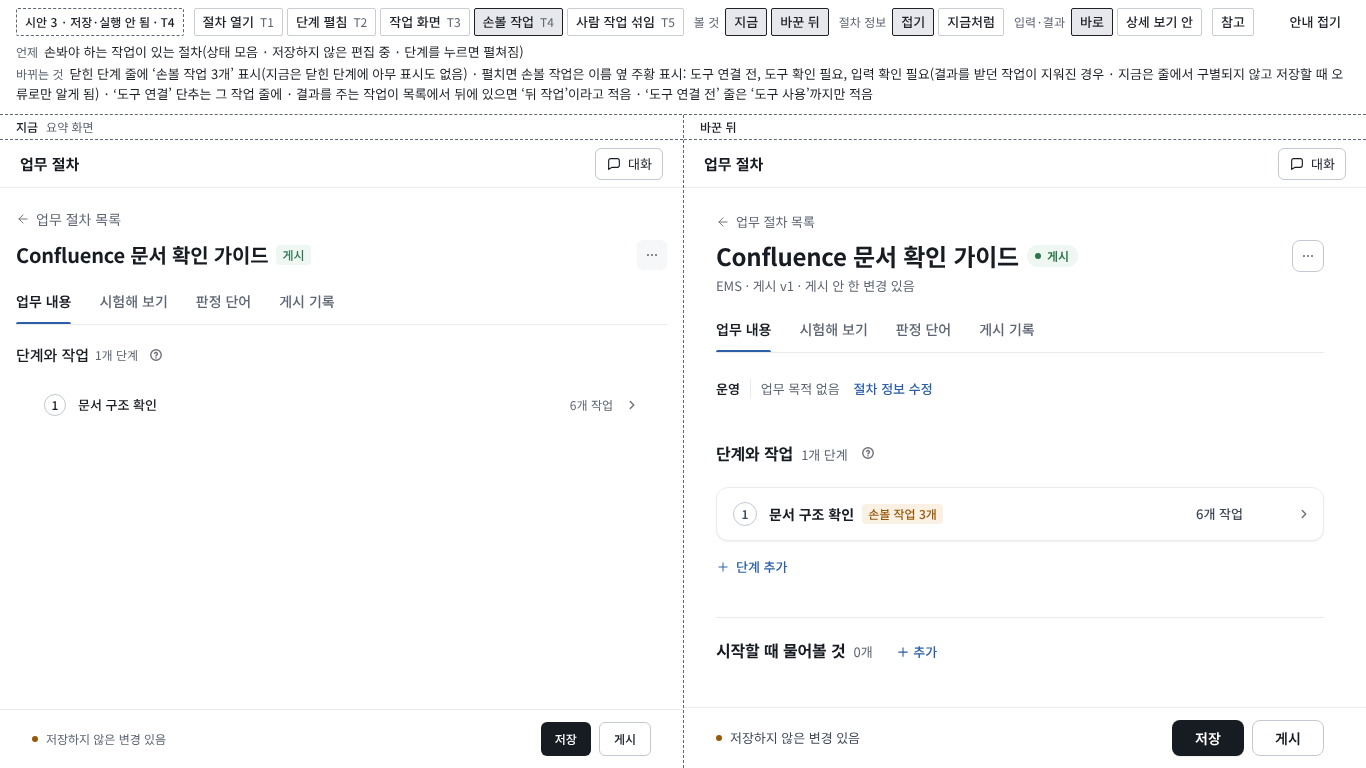 시안 3 · 저장·실행 안 됨 · T4 절차 열기 T1 단계 펼침 T2 작업 화면 T3 손볼 작업 T4 사람 작업 섞임 T5 볼 것 지금 바꾼 뒤 절차 정보 접기 지금처럼 입력·결과 바로 상세 보기 안 참고 안내 접기
언제 손봐야 하는 작업이 있는 절차(상태 모음 · 저장하지 않은 편집 중 · 단계를 누르면 펼쳐짐)
바뀌는 것 닫힌 단계 줄에 ‘손볼 작업 3개’ 표시(지금은 닫힌 단계에 아무 표시도 없음) · 펼치면 손볼 작업은 이름 옆 주황 표시: 도구 연결 전, 도구 확인 필요, 입력 확인 필요(결과를 받던 작업이 지워진 경우 · 지금은 줄에서 구별되지 않고 저장할 때 오
류로만 알게 됨) · ‘도구 연결’ 단추는 그 작업 줄에 · 결과를 주는 작업이 목록에서 뒤에 있으면 ‘뒤 작업’이라고 적음 · ‘도구 연결 전’ 줄은 ‘도구 사용’까지만 적음
지금 요약 화면
업무 절차
대화
업무 절차 목록
Confluence 문서 확인 가이드 게시
업무 내용 시험해 보기 판정 단어 게시 기록
단계와 작업 1개 단계
1 문서 구조 확인 6개 작업
저장하지 않은 변경 있음 저장 게시
바꾼 뒤
업무 절차
대화
업무 절차 목록
Confluence 문서 확인 가이드 게시
EMS · 게시 v1 · 게시 안 한 변경 있음
업무 내용 시험해 보기 판정 단어 게시 기록
운영 업무 목적 없음 절차 정보 수정
단계와 작업 1개 단계
1 문서 구조 확인 손볼 작업 3개 6개 작업
+ 단계 추가
시작할 때 물어볼 것 0개 + 추가
저장하지 않은 변경 있음 저장 게시